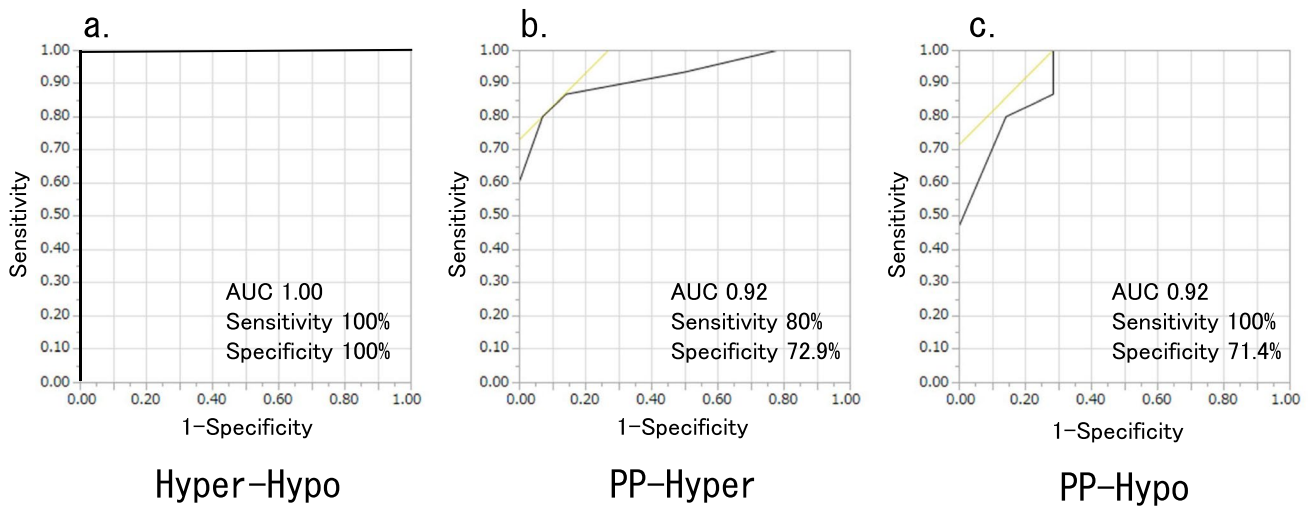 a.
Sensitivity
1.00
0.90
0.80
0.70
0.60
0.50
0.40
0.30
0.20
0.10
0.00
AUC 1.00
Sensitivity 100%
Specificity 100%
0.00 0.20 0.40 0.60 0.80 1.00
1-Specificity
Hyper-Hypo
b.
Sensitivity
1.00
0.90
0.80
0.70
0.60
0.50
0.40
0.30
0.20
0.10
0.00
AUC 0.92
Sensitivity 80%
Specificity 72.9%
0.00 0.20 0.40 0.60 0.80 1.00
1-Specificity
PP-Hyper
c.
Sensitivity
1.00
0.90
0.80
0.70
0.60
0.50
0.40
0.30
0.20
0.10
0.00
AUC 0.92
Sensitivity 100%
Specificity 71.4%
0.00 0.20 0.40 0.60 0.80 1.00
1-Specificity
PP-Hypo